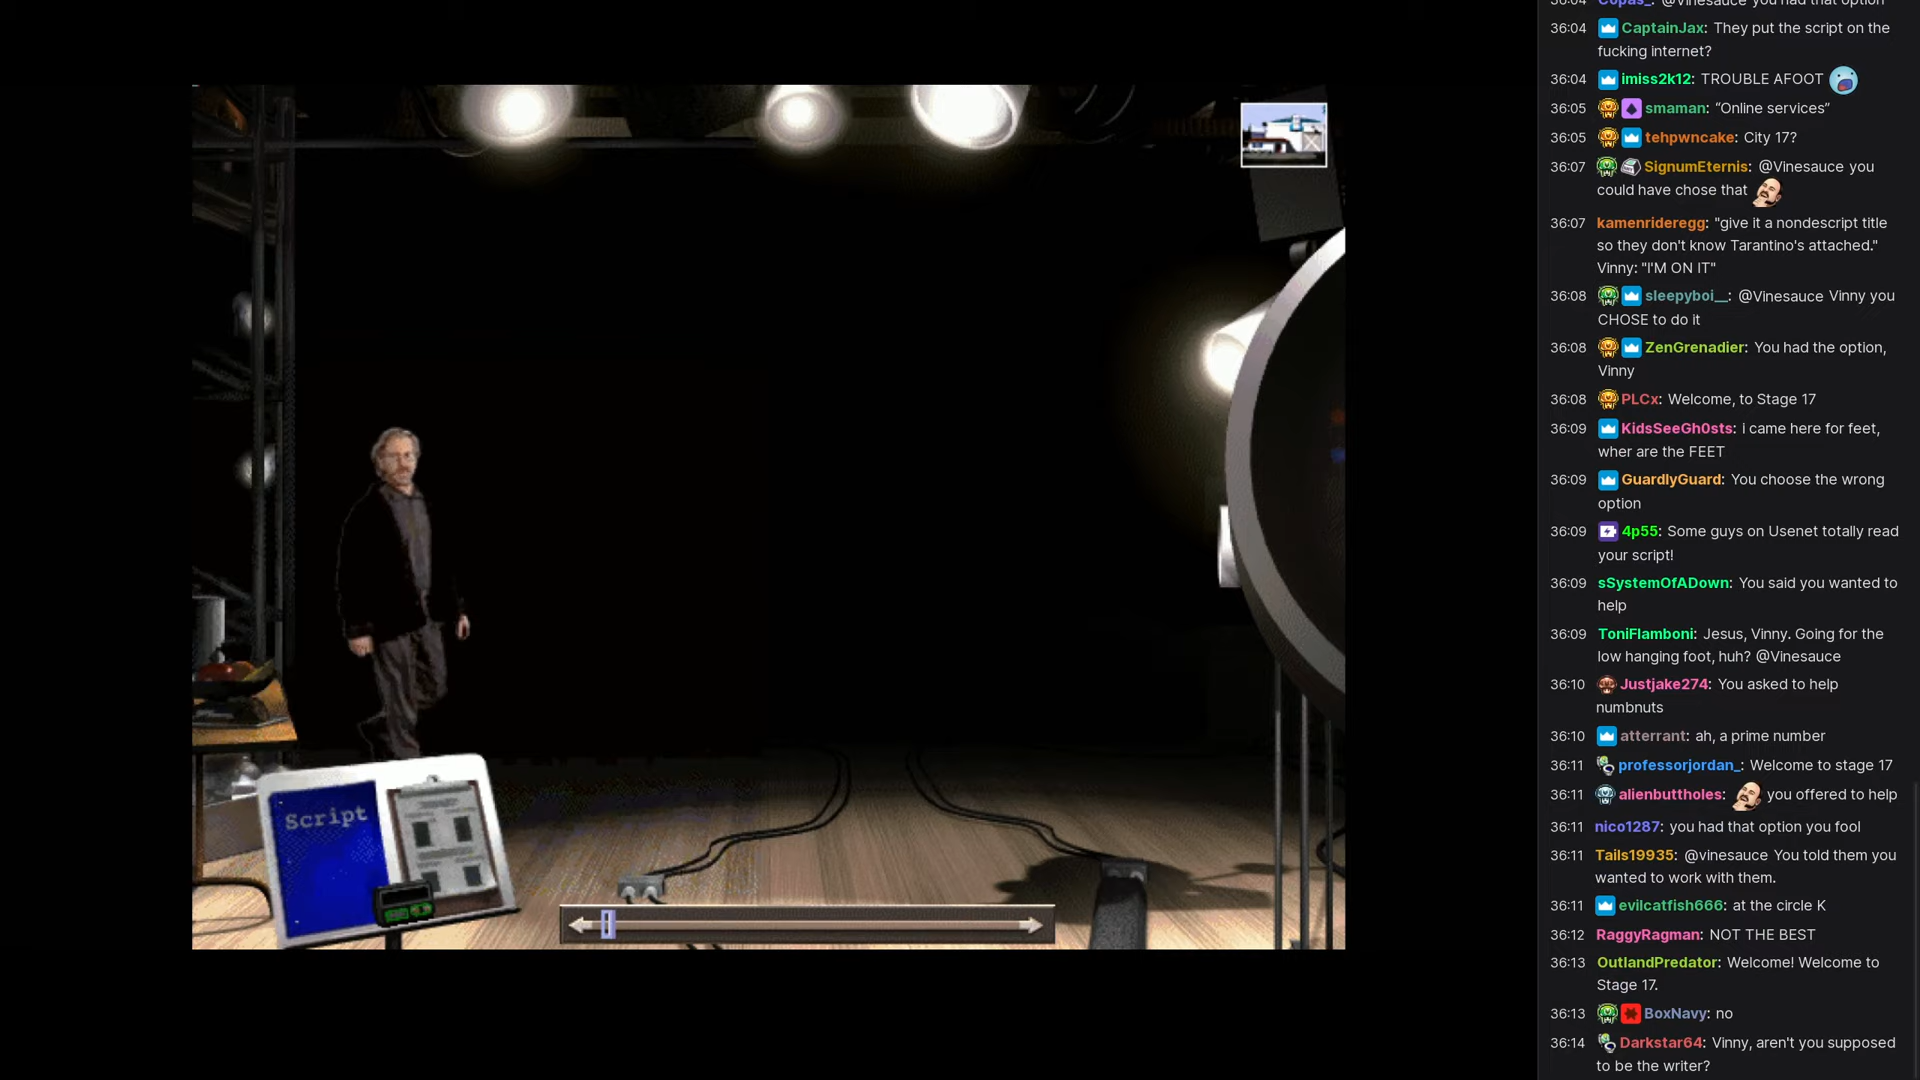 Script
36:04 Copas_: @Vinesauce you had that option
36:04 CaptainJax: They put the script on the
fucking internet?
36:04 imiss2k12: TROUBLE AFOOT
36:05 smaman: “Online services”
36:05 tehpwncake: City 17?
36:07 SignumEternis: @Vinesauce you
could have chose that
36:07 kamenrideregg: "give it a nondescript title
so they don't know Tarantino's attached."
Vinny: "I'M ON IT"
36:08 sleepyboi__: @Vinesauce Vinny you
CHOSE to do it
36:08 ZenGrenadier: You had the option,
Vinny
36:08 PLCx: Welcome, to Stage 17
36:09 KidsSeeGh0sts: i came here for feet,
wher are the FEET
36:09 GuardlyGuard: You choose the wrong
option
36:09 4p55: Some guys on Usenet totally read
your script!
36:09 sSystemOfADown: You said you wanted to
help
36:09 ToniFlamboni: Jesus, Vinny. Going for the
low hanging foot, huh? @Vinesauce
36:10 Justjake274: You asked to help
numbnuts
36:10 atterrant: ah, a prime number
36:11 professorjordan_: Welcome to stage 17
36:11 alienbuttholes: you offered to help
36:11 nico1287: you had that option you fool
36:11 Tails19935: @vinesauce You told them you
wanted to work with them.
36:11 evilcatfish666: at the circle K
36:12 RaggyRagman: NOT THE BEST
36:13 OutlandPredator: Welcome! Welcome to
Stage 17.
36:13 BoxNavy: no
36:14 Darkstar64: Vinny, aren't you supposed
to be the writer?